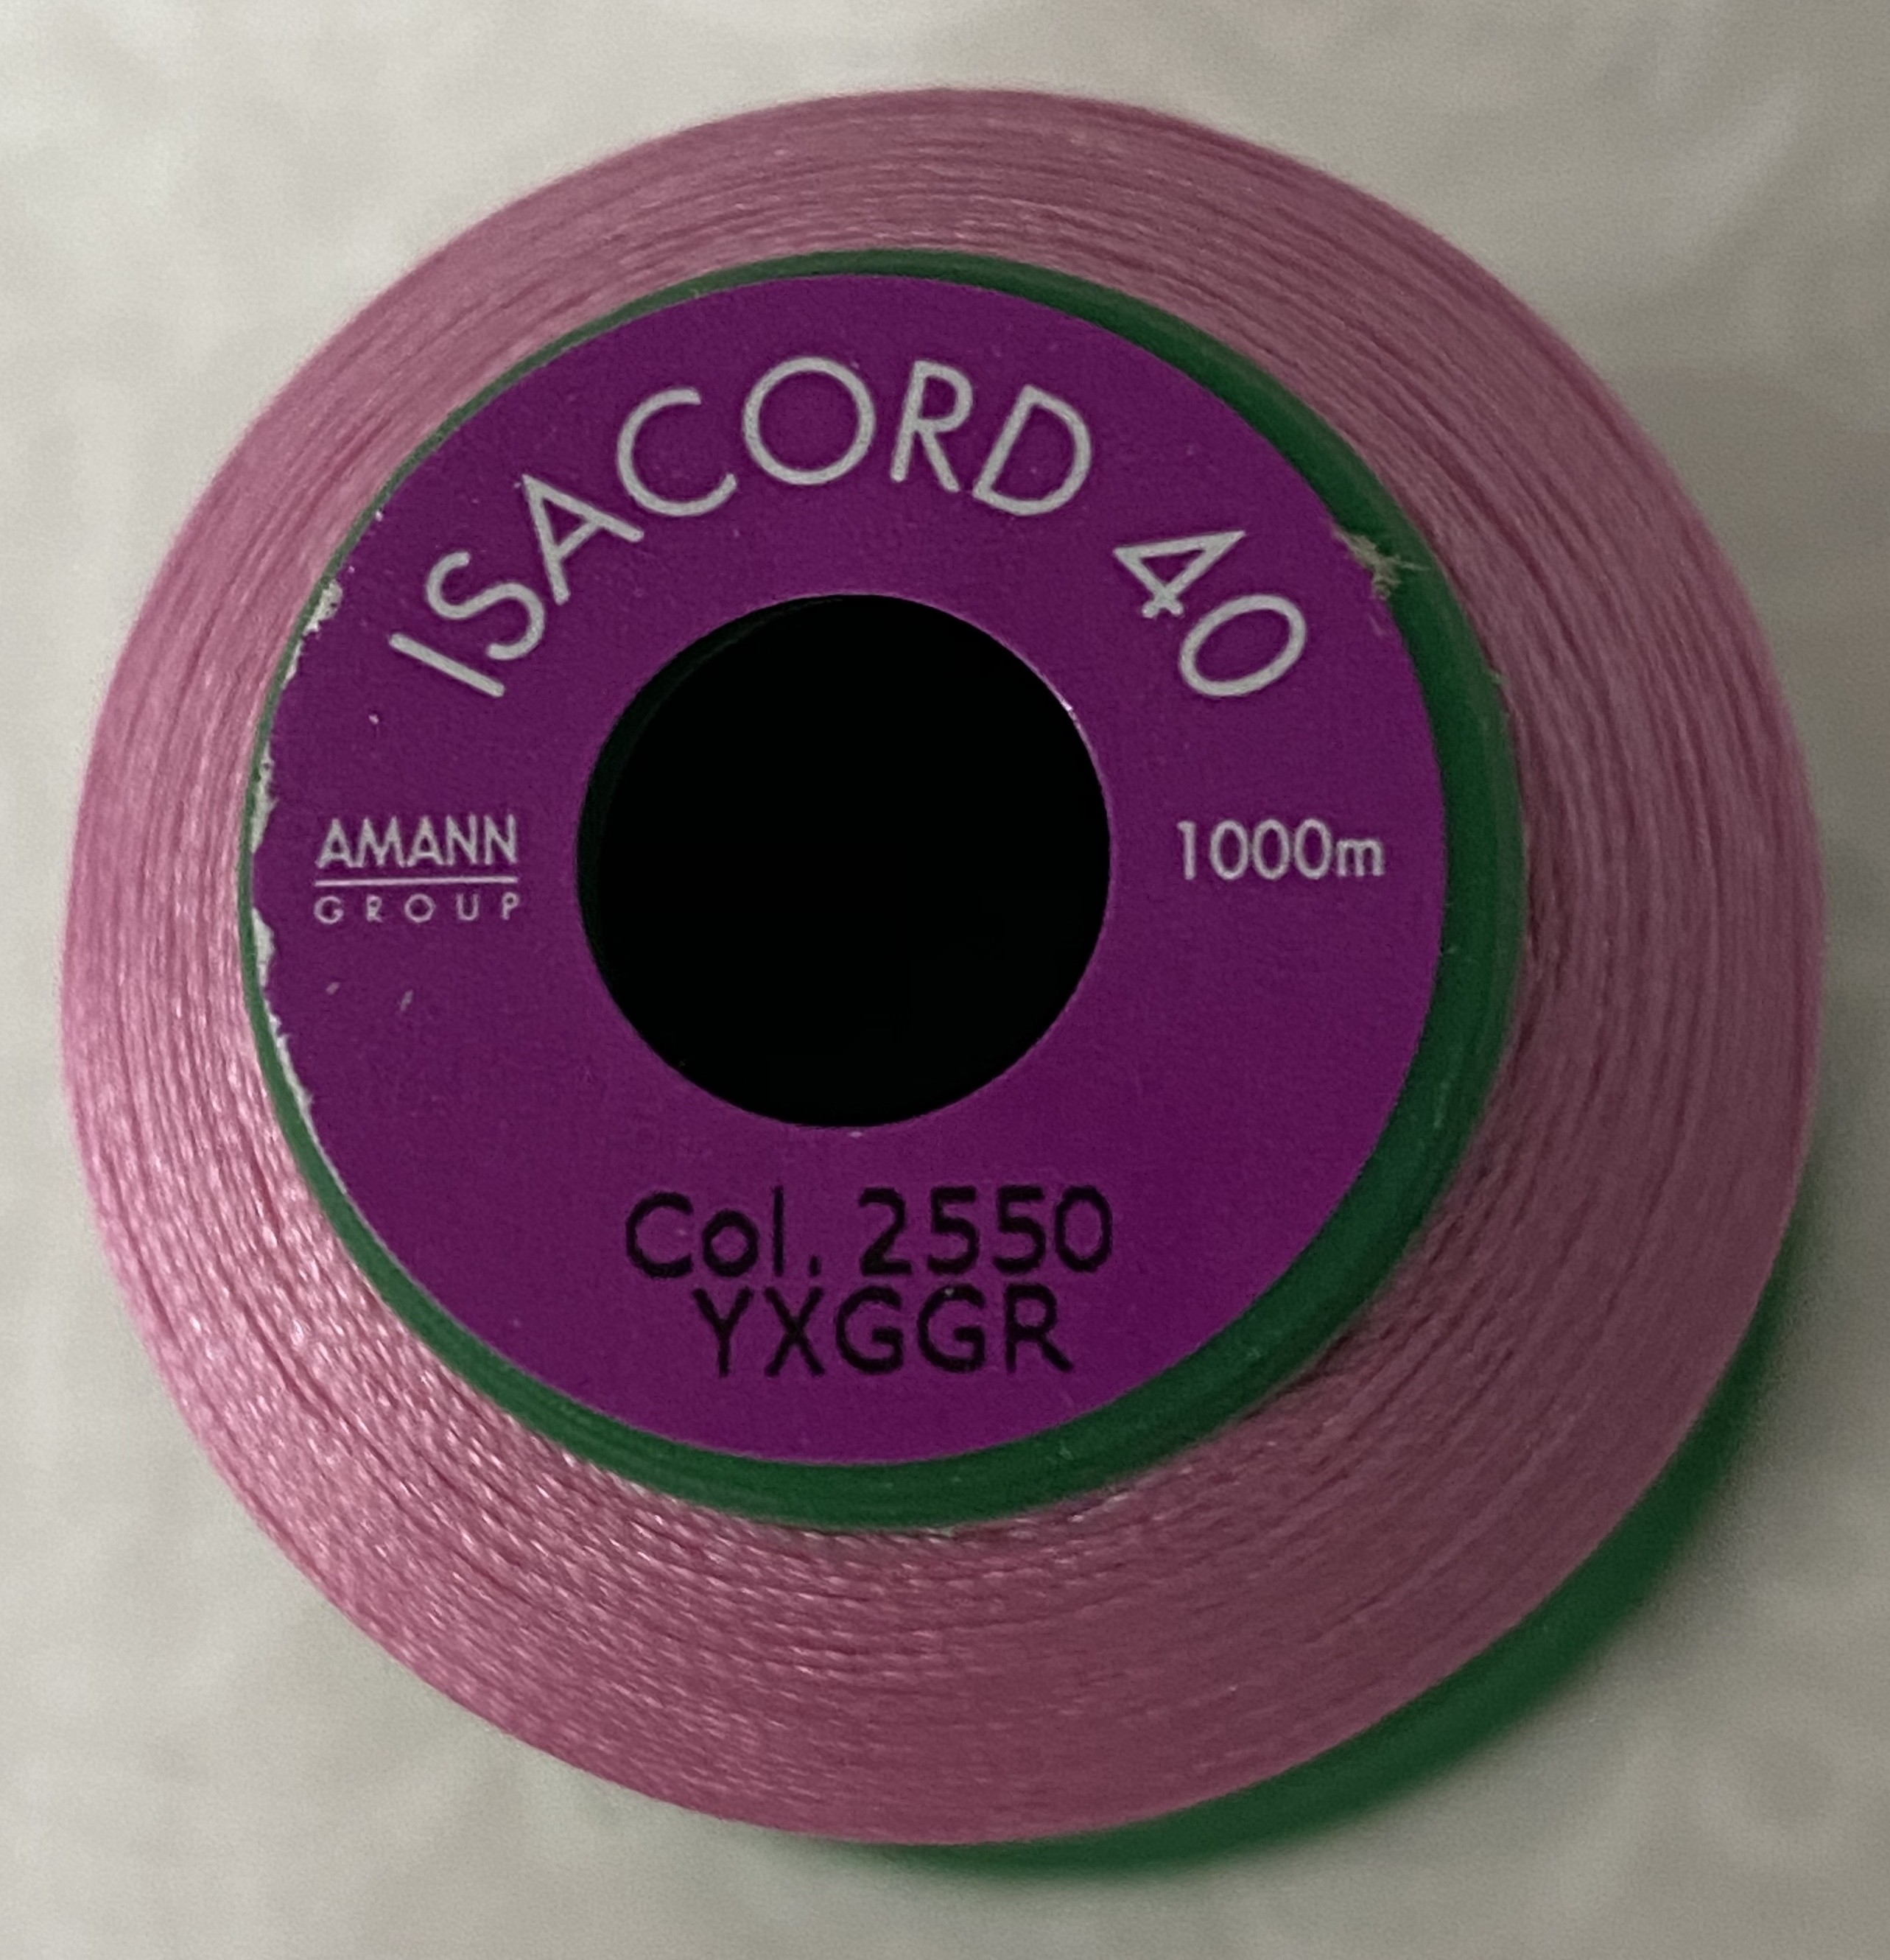 ISACORD 40
AMANN
GROUP
1000m
Col. 2550
YXGGR